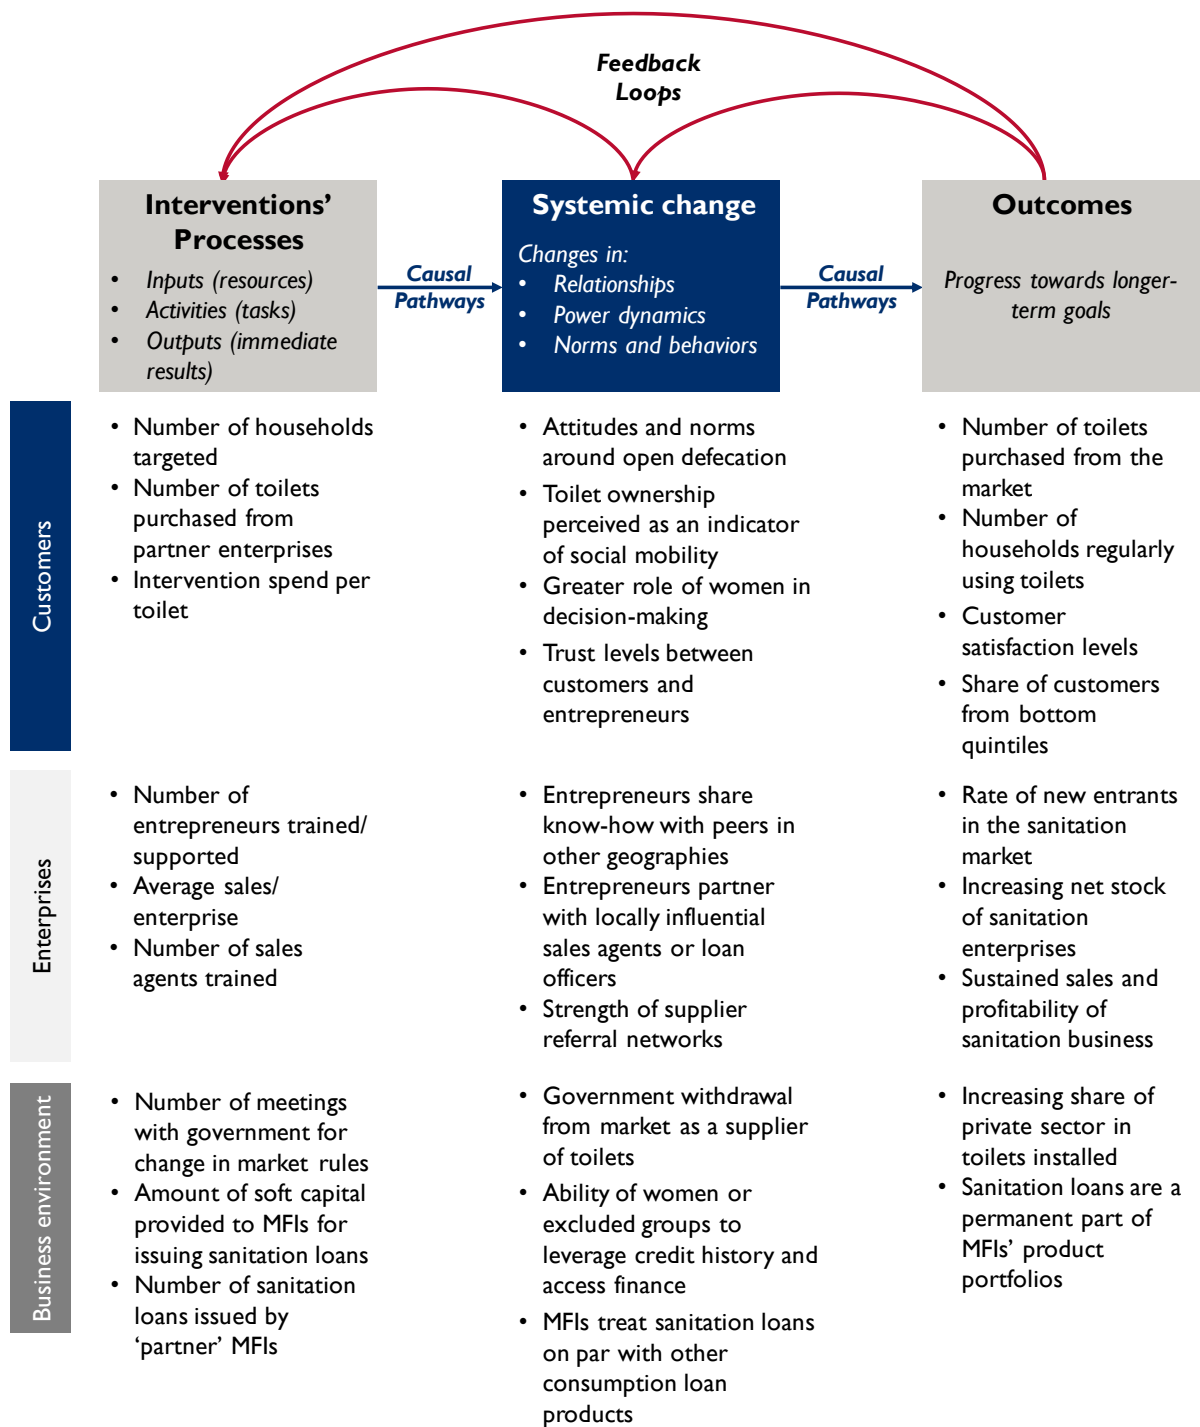 Feedback
Loops
Interventions’
Processes
• Inputs (resources)
• Activities (tasks)
• Outputs (immediate
results)
Causal
Pathways
Systemic change
Changes in:
• Relationships
• Power dynamics
• Norms and behaviors
Causal
Pathways
Outcomes
Progress towards longer-
term goals
Customers
• Number of households
targeted
• Number of toilets
purchased from
partner enterprises
• Intervention spend per
toilet
• Attitudes and norms
around open defecation
• Toilet ownership
perceived as an indicator
of social mobility
• Greater role of women in
decision-making
• Trust levels between
customers and
entrepreneurs
• Number of toilets
purchased from the
market
• Number of
households regularly
using toilets
• Customer
satisfaction levels
• Share of customers
from bottom
quintiles
Enterprises
• Number of
entrepreneurs trained/
supported
• Average sales/
enterprise
• Number of sales
agents trained
• Entrepreneurs share
know-how with peers in
other geographies
• Entrepreneurs partner
with locally influential
sales agents or loan
officers
• Strength of supplier
referral networks
• Rate of new entrants
in the sanitation
market
• Increasing net stock
of sanitation
enterprises
• Sustained sales and
profitability of
sanitation business
Business environment
• Number of meetings
with government for
change in market rules
• Amount of soft capital
provided to MFIs for
issuing sanitation loans
• Number of sanitation
loans issued by
‘partner’ MFIs
• Government withdrawal
from market as a supplier
of toilets
• Ability of women or
excluded groups to
leverage credit history and
access finance
• MFIs treat sanitation loans
on par with other
consumption loan
products
• Increasing share of
private sector in
toilets installed
• Sanitation loans are a
permanent part of
MFIs’ product
portfolios